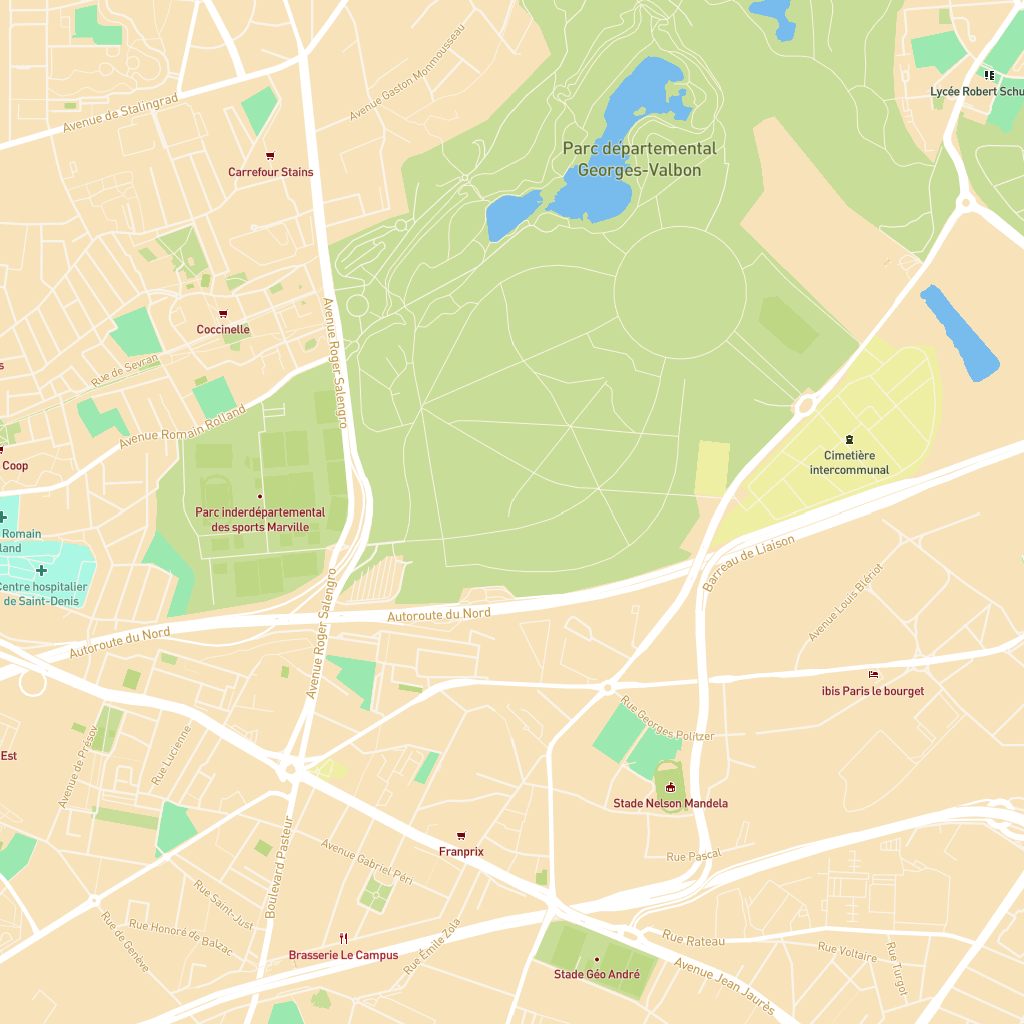 Avenue Gaston Monmousseau
Avenue de Stalingrad
Lycée Robert Schu
Carrefour Stains
Parc départemental
Georges-Valbon
Coccinelle
Avenue Roger Salengro
Rue de Sevran
Avenue Romain Rolland
Coop
Cimetière
intercommunal
Parc inderdépartemental
des sports Marville
Romain
land
Centre hospitalier
de Saint-Denis
Barreau de Liaison
Avenue Louis Blériot
Autoroute du Nord
Autoroute du Nord
Avenue Roger Salengro
ibis Paris le bourget
Rue Georges Politzer
Est
Avenue de Présov
Rue Lucienne
Stade Nelson Mandela
Franprix
Rue Pascal
Boulevard Pasteur
Avenue Gabriel Péri
Rue Saint-Just
Rue Honoré de Balzac
Rue de Genève
Brasserie Le Campus
Rue Émile Zola
Rue Rateau
Rue Voltaire
Rue Turgot
Stade Géo André
Avenue Jean Jaurès